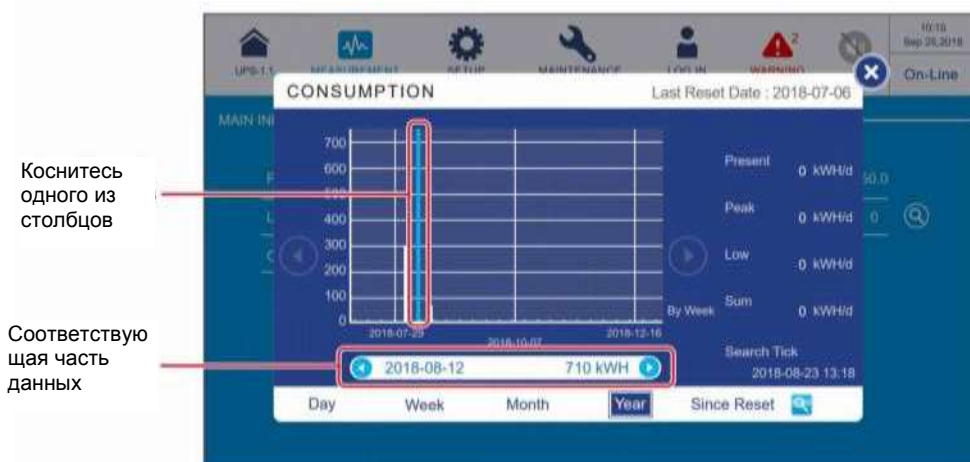 10:16
Sep 26,2018
2
UPS-1.1
MEASUREMENT
SETUP
MAINTENANCE
LOG IN
WARNING
On-Line
CONSUMPTION
Last Reset Date : 2018-07-06
MAIN IN
700
600
500
400
300
200
100
0
2018-07-29
2018-10-07
2018-12-16
By Week
Present
0 kWH/d
Peak
0 kWH/d
Low
0 kWH/d
Sum
0 kWH/d
Search Tick
2018-08-23 13:18
0
Коснитесь
одного из
столбцов
Соответствую
щая часть
данных
2018-08-12 710 kWH
Day Week Month Year Since Reset